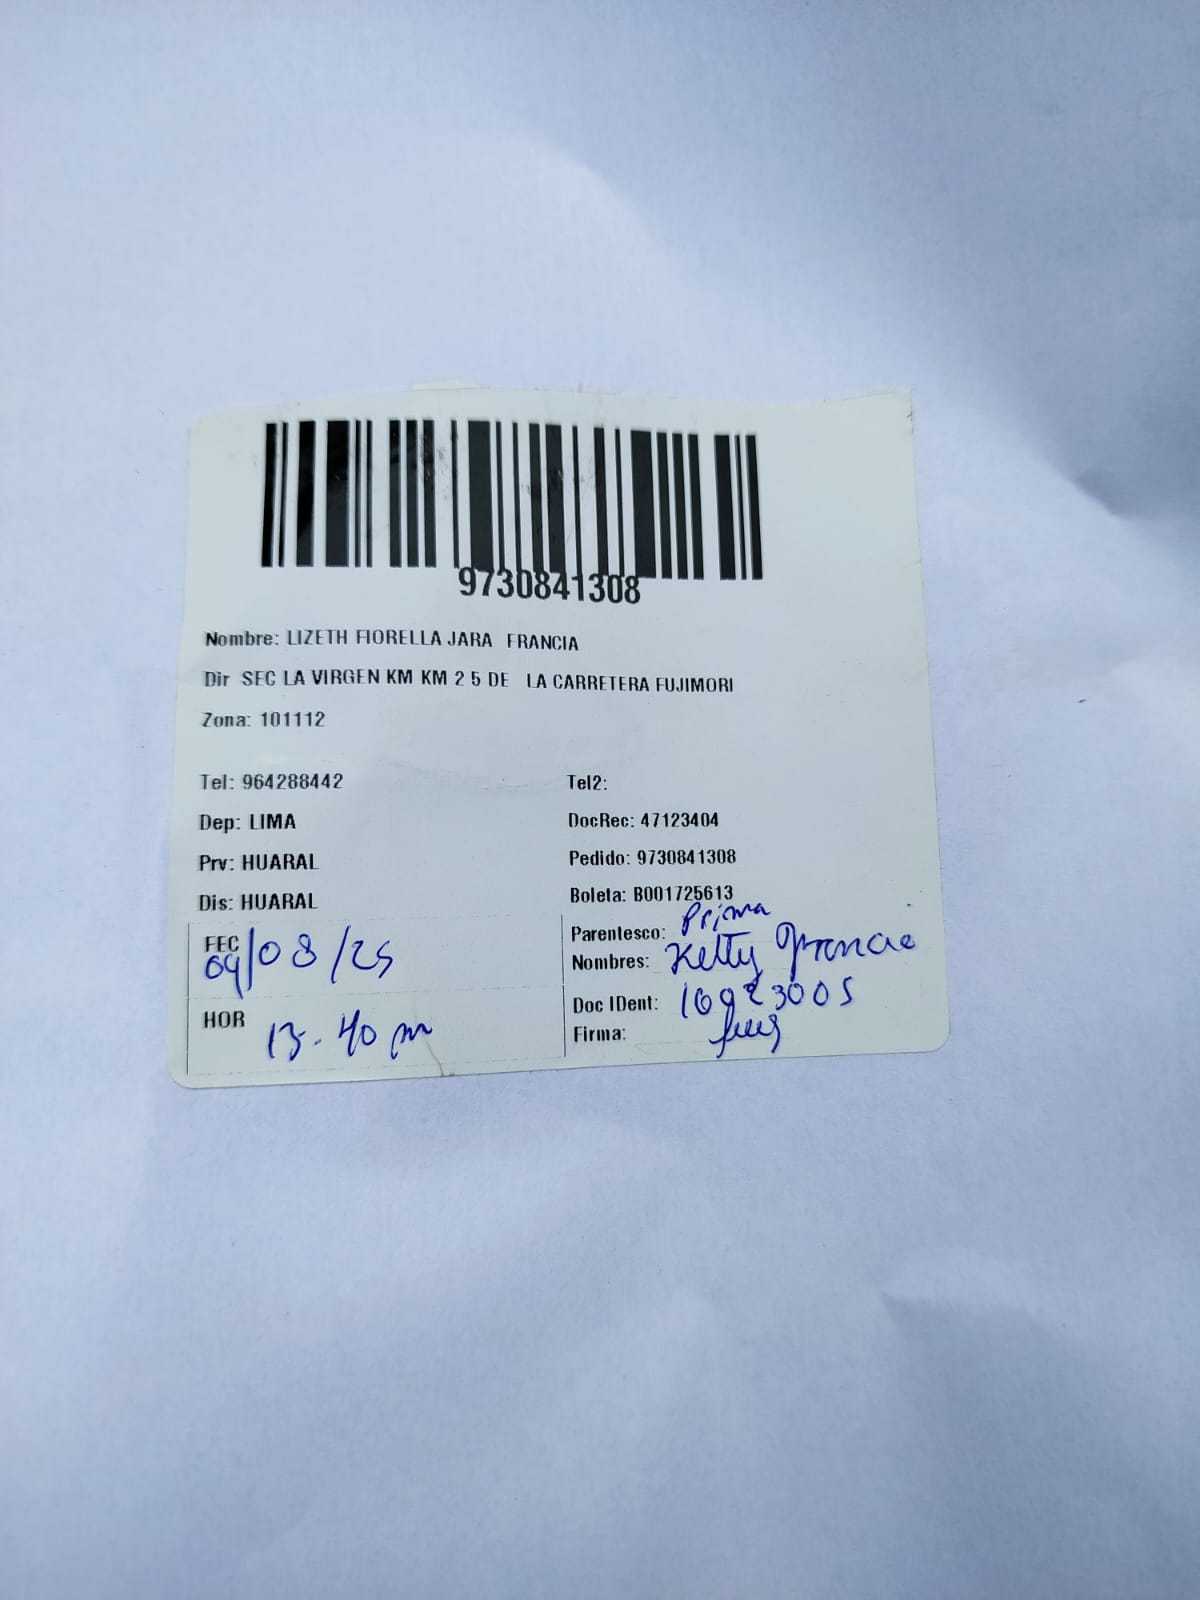 9730841308
Nombre: LIZETH FIORELLA JARA FRANCIA
Dir SEC LA VIRGEN KM KM 2 5 DE LA CARRETERA FUJIMORI
Zona: 101112
Tel: 964288442 Tel2:
Dep: LIMA DocRec: 47123404
Prv: HUARAL Pedido: 9730841308
Dis: HUARAL Boleta: B001725613
Parentesco: Prima
FEC 04/08/25
Nombres: Ketty Francia
Doc IDent: 16023005
HOR 13.40 pm
Firma: